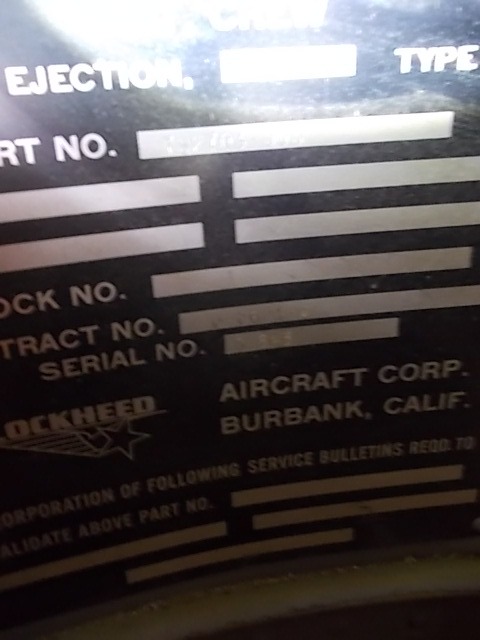 CREW
EJECTION, TYPE
RT NO.
OCK NO.
TRACT NO.
SERIAL NO.
LOCKHEED AIRCRAFT CORP.
BURBANK, CALIF.
ORPORATION OF FOLLOWING SERVICE BULLETINS REQD. TO
ALIDATE ABOVE PART NO.